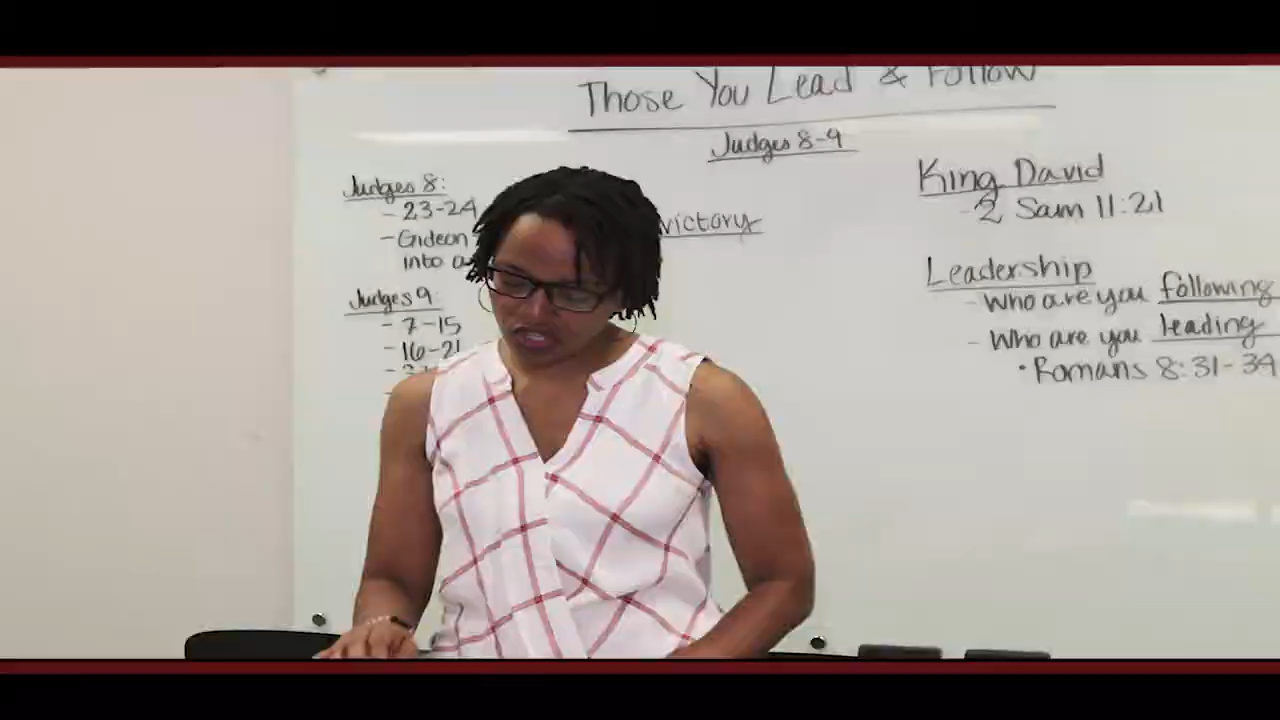 Those You Lead & Follow
Judges 8-9
Judges 8:
- 23-24
- Gideon
into
victory
Judges 9:
- 7-15
- 16-21
King David
- 2 Sam 11:21
Leadership
- Who are you following
- Who are you leading
• Romans 8:31-34